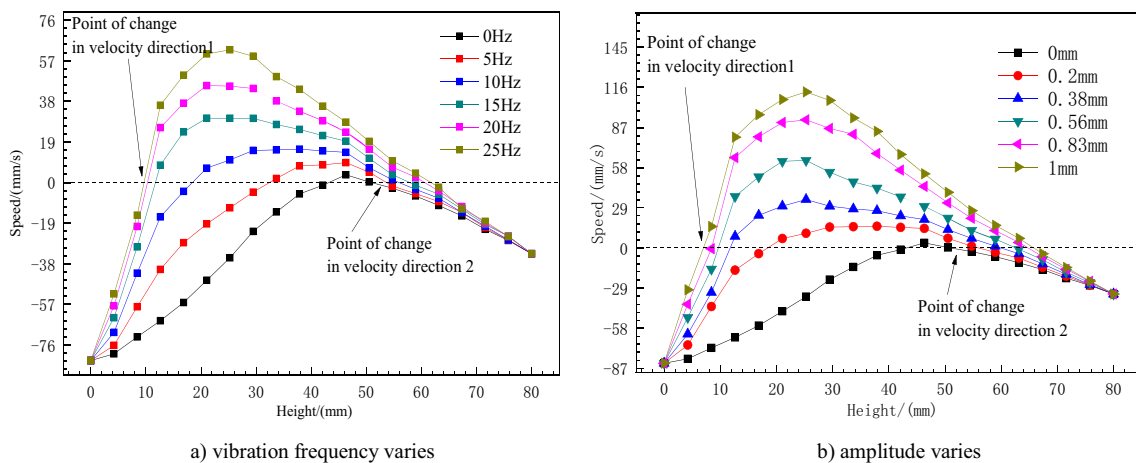 Point of change
in velocity direction1
0Hz
5Hz
10Hz
15Hz
20Hz
25Hz
Point of change
in velocity direction 2
76
57
38
19
0
-19
-38
-57
-76
Speed/(mm/s)
0 10 20 30 40 50 60 70 80
Height/(mm)
a) vibration frequency varies
Point of change
in velocity direction1
0mm
0.2mm
0.38mm
0.56mm
0.83mm
1mm
Point of change
in velocity direction 2
145
116
87
58
29
0
-29
-58
-87
Speed/(mm/s)
0 10 20 30 40 50 60 70 80
Height/(mm)
b) amplitude varies